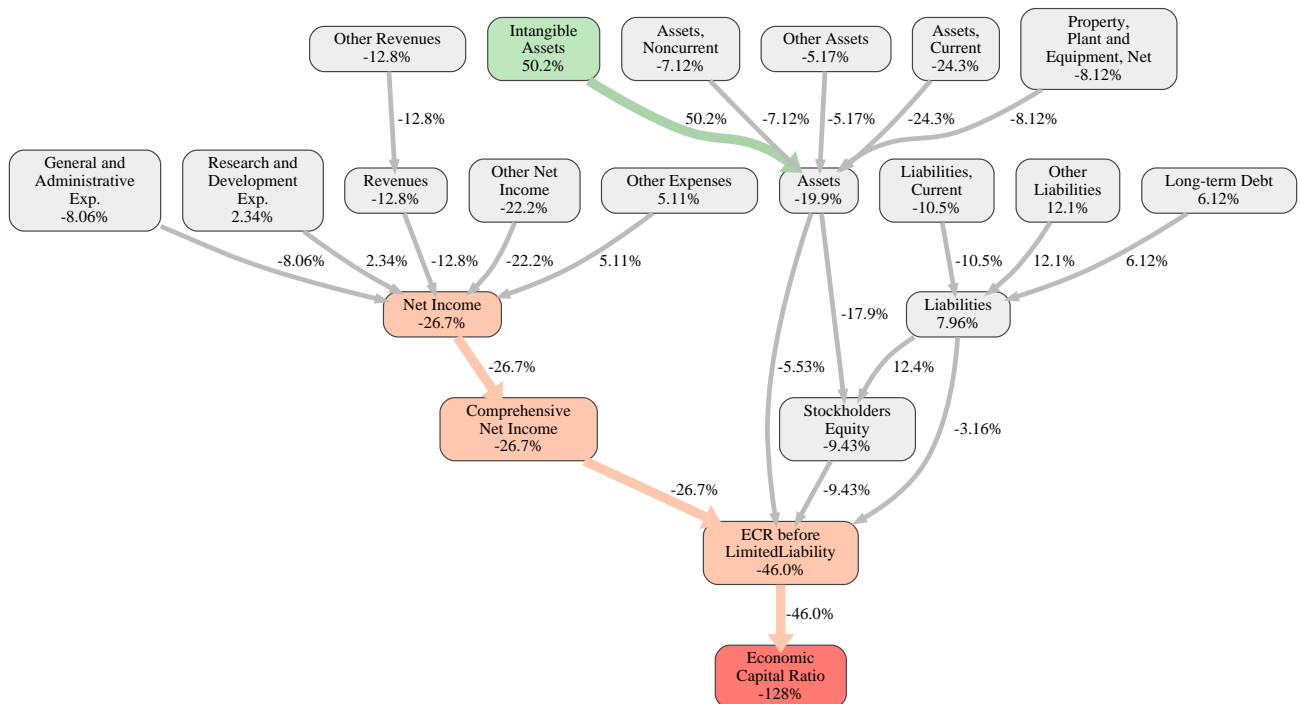 Other Revenues
-12.8%
Intangible
Assets
50.2%
Assets,
Noncurrent
-7.12%
Other Assets
-5.17%
Assets,
Current
-24.3%
Property,
Plant and
Equipment, Net
-8.12%
-12.8%
50.2%
-7.12%
-5.17%
-24.3%
-8.12%
General and
Administrative
Exp.
-8.06%
Research and
Development
Exp.
2.34%
Revenues
-12.8%
Other Net
Income
-22.2%
Other Expenses
5.11%
Assets
-19.9%
Liabilities,
Current
-10.5%
Other
Liabilities
12.1%
Long-term Debt
6.12%
-8.06%
2.34%
-12.8%
-22.2%
5.11%
-10.5%
12.1%
6.12%
Net Income
-26.7%
-17.9%
Liabilities
7.96%
-26.7%
-5.53%
12.4%
Comprehensive
Net Income
-26.7%
Stockholders
Equity
-9.43%
-3.16%
-26.7%
-9.43%
ECR before
LimitedLiability
-46.0%
-46.0%
Economic
Capital Ratio
-128%